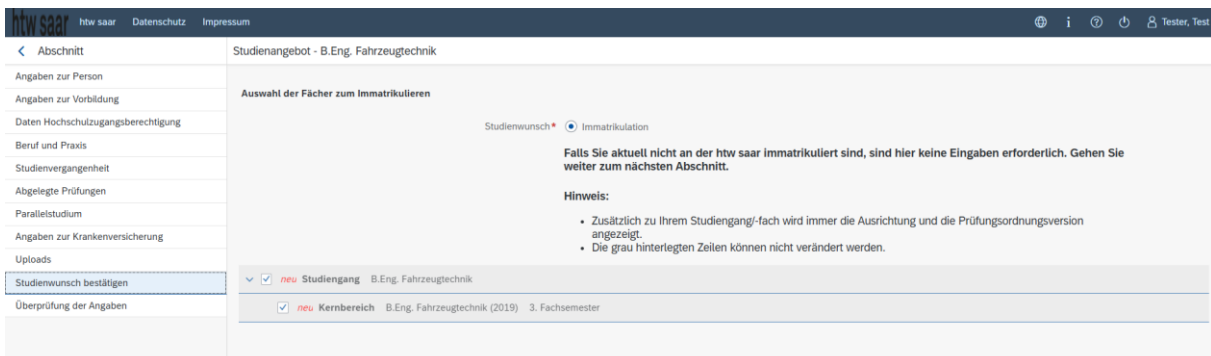 htw saar htw saar Datenschutz Impressum Tester, Test
Abschnitt
Studienangebot - B.Eng. Fahrzeugtechnik
Angaben zur Person
Angaben zur Vorbildung
Daten Hochschulzugangsberechtigung
Beruf und Praxis
Studienvergangenheit
Abgelegte Prüfungen
Parallelstudium
Angaben zur Krankenversicherung
Uploads
Studienwunsch bestätigen
Überprüfung der Angaben
Auswahl der Fächer zum Immatrikulieren
Studienwunsch* Immatrikulation
Falls Sie aktuell nicht an der htw saar immatrikuliert sind, sind hier keine Eingaben erforderlich. Gehen Sie
weiter zum nächsten Abschnitt.
Hinweis:
• Zusätzlich zu Ihrem Studiengang/-fach wird immer die Ausrichtung und die Prüfungsordnungsversion
angezeigt.
• Die grau hinterlegten Zeilen können nicht verändert werden.
neu Studiengang B.Eng. Fahrzeugtechnik
neu Kernbereich B.Eng. Fahrzeugtechnik (2019) 3. Fachsemester